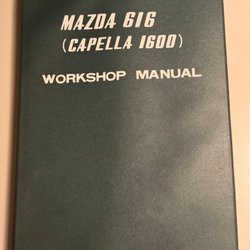 MAZDA 616
(CAPELLA 1600)
WORKSHOP MANUAL